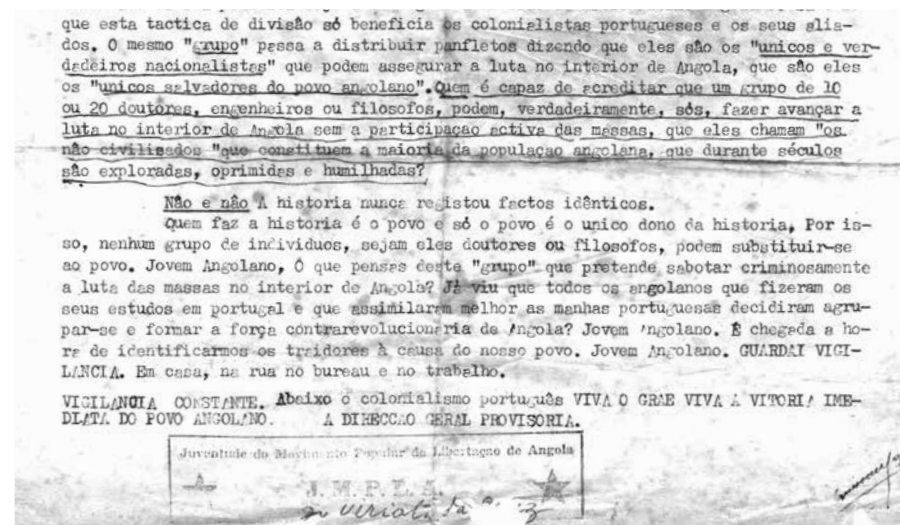 que esta tactica de divisão só beneficia os colonialistas portugueses e os seus alia-
dos. O mesmo "grupo" passa a distribuir panfletos dizendo que eles são os "unicos e ver-
dadeiros nacionalistas" que podem assegurar a luta no interior de Angola, que são eles
os "unicos salvadores do povo angolano".Quem é capaz de acreditar que um grupo de 10
ou 20 doutores, engenheiros ou filosofos, podem, verdadeiramente, sós, fazer avançar a
luta no interior de Angola sem a participaçao activa das massas, que eles chamam "os
não civilisados "que constituem a maioria da populaçao angolana, que durante séculos
são exploradas, oprimidas e humilhadas?
Não e não A historia nunca registou factos idênticos.
Quem faz a história é o povo e só o povo é o unico dono da historia, Por is-
so, nenhum grupo de individuos, sejam eles doutores ou filosofos, podem substituir-se
ao povo. Jovem Angolano, O que pensas deste "grupo" que pretende sabotar criminosamente
a luta das massas no interior de Angola? Já viu que todos os angolanos que fizeram os
seus estudos em portugal e que assimilaram melhor as manhas portuguesas decidiram agru-
par-se e formar a força contrarevolucionaria de Angola? Jovem Angolano. É chegada a ho-
ra de identificarmos os traidores à causa do nosso povo. Jovem Angolano. GUARDAI VIGI-
LANCIA. Em casa, na rua no bureau e no trabalho.
VIGILANCIA CONSTANTE. Abaixo o colonialismo português VIVA O GRAE VIVA A VITORIA IME-
DIATA DO POVO ANGOLANO. A DIRECCAO GERAL PROVISORIA.
Juventude do Movimento Popular da Libertaçao de Angola
J. M. P. L. A.